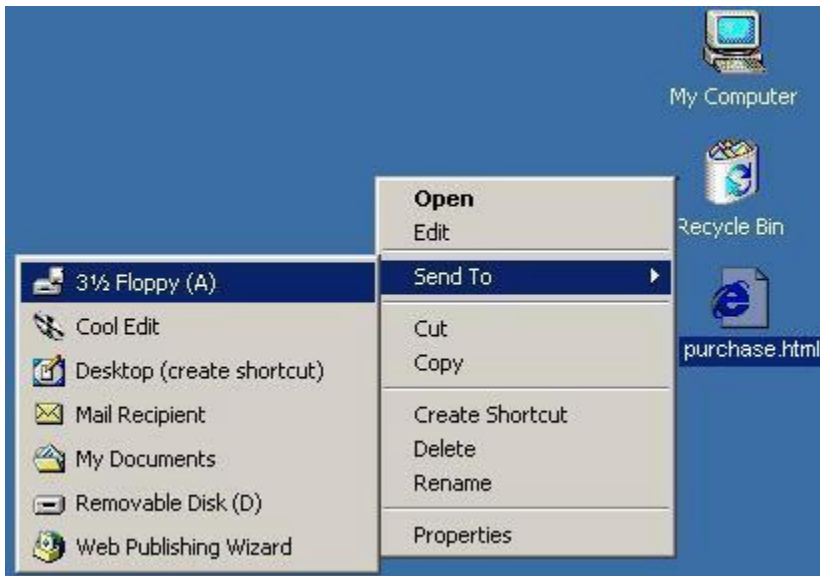 My Computer
Recycle Bin
purchase.html
Open
Edit
Send To
Cut
Copy
Create Shortcut
Delete
Rename
Properties
3½ Floppy (A)
Cool Edit
Desktop (create shortcut)
Mail Recipient
My Documents
Removable Disk (D)
Web Publishing Wizard